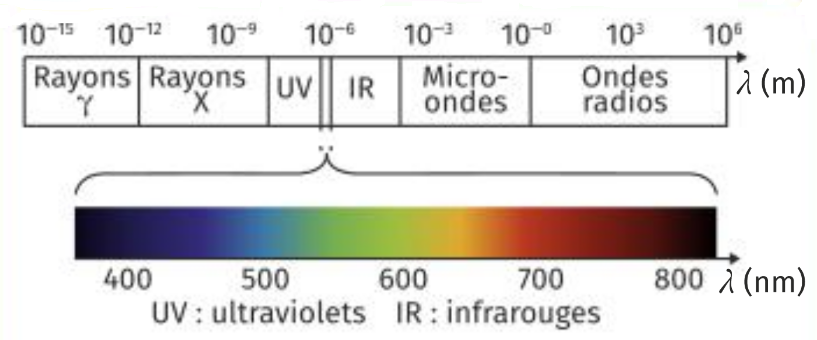 10⁻¹⁵ 10⁻¹² 10⁻⁹ 10⁻⁶ 10⁻³ 10⁻⁰ 10³ 10⁶
Rayons γ Rayons X UV IR Micro-ondes Ondes radios λ (m)
400 500 600 700 800 λ (nm)
UV : ultraviolets IR : infrarouges